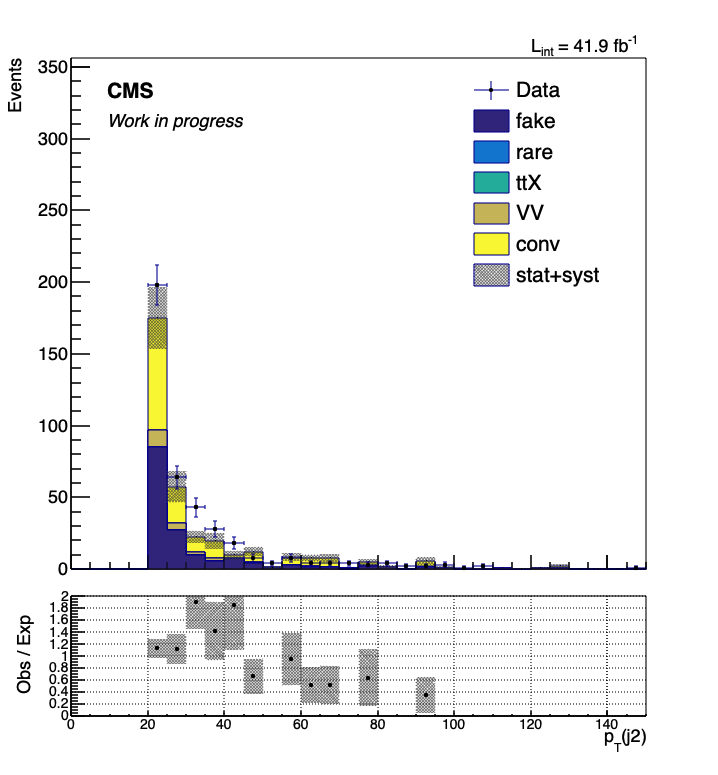 L_int = 41.9 fb^-1
Events
350
300
250
200
150
100
50
0
CMS
Work in progress
Data
fake
rare
ttX
VV
conv
stat+syst
Obs / Exp
2
1.8
1.6
1.4
1.2
1
0.8
0.6
0.4
0.2
0
0 20 40 60 80 100 120 140
p_T(j2)